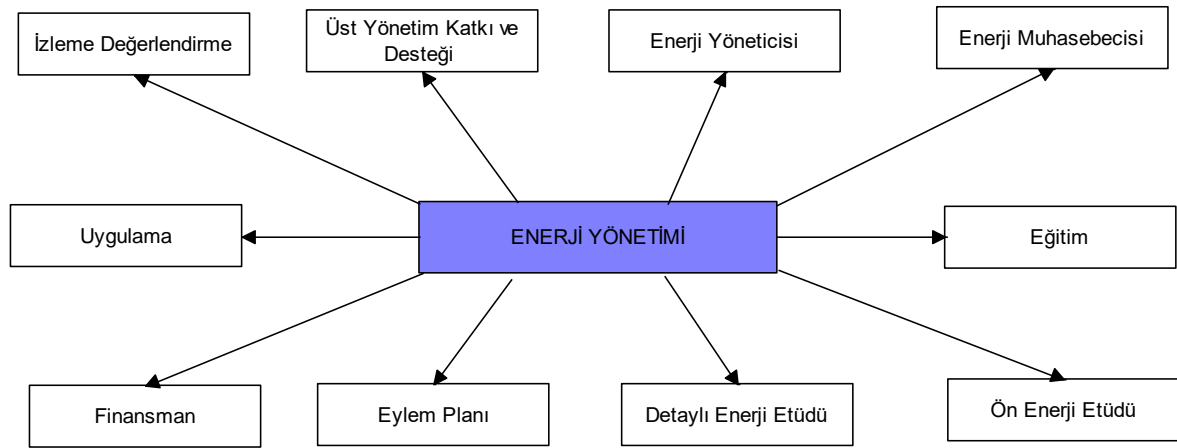 İzleme Değerlendirme
Üst Yönetim Katkı ve
Desteği
Enerji Yöneticisi
Enerji Muhasebecisi
Uygulama
ENERJİ YÖNETİMİ
Eğitim
Finansman
Eylem Planı
Detaylı Enerji Etüdü
Ön Enerji Etüdü